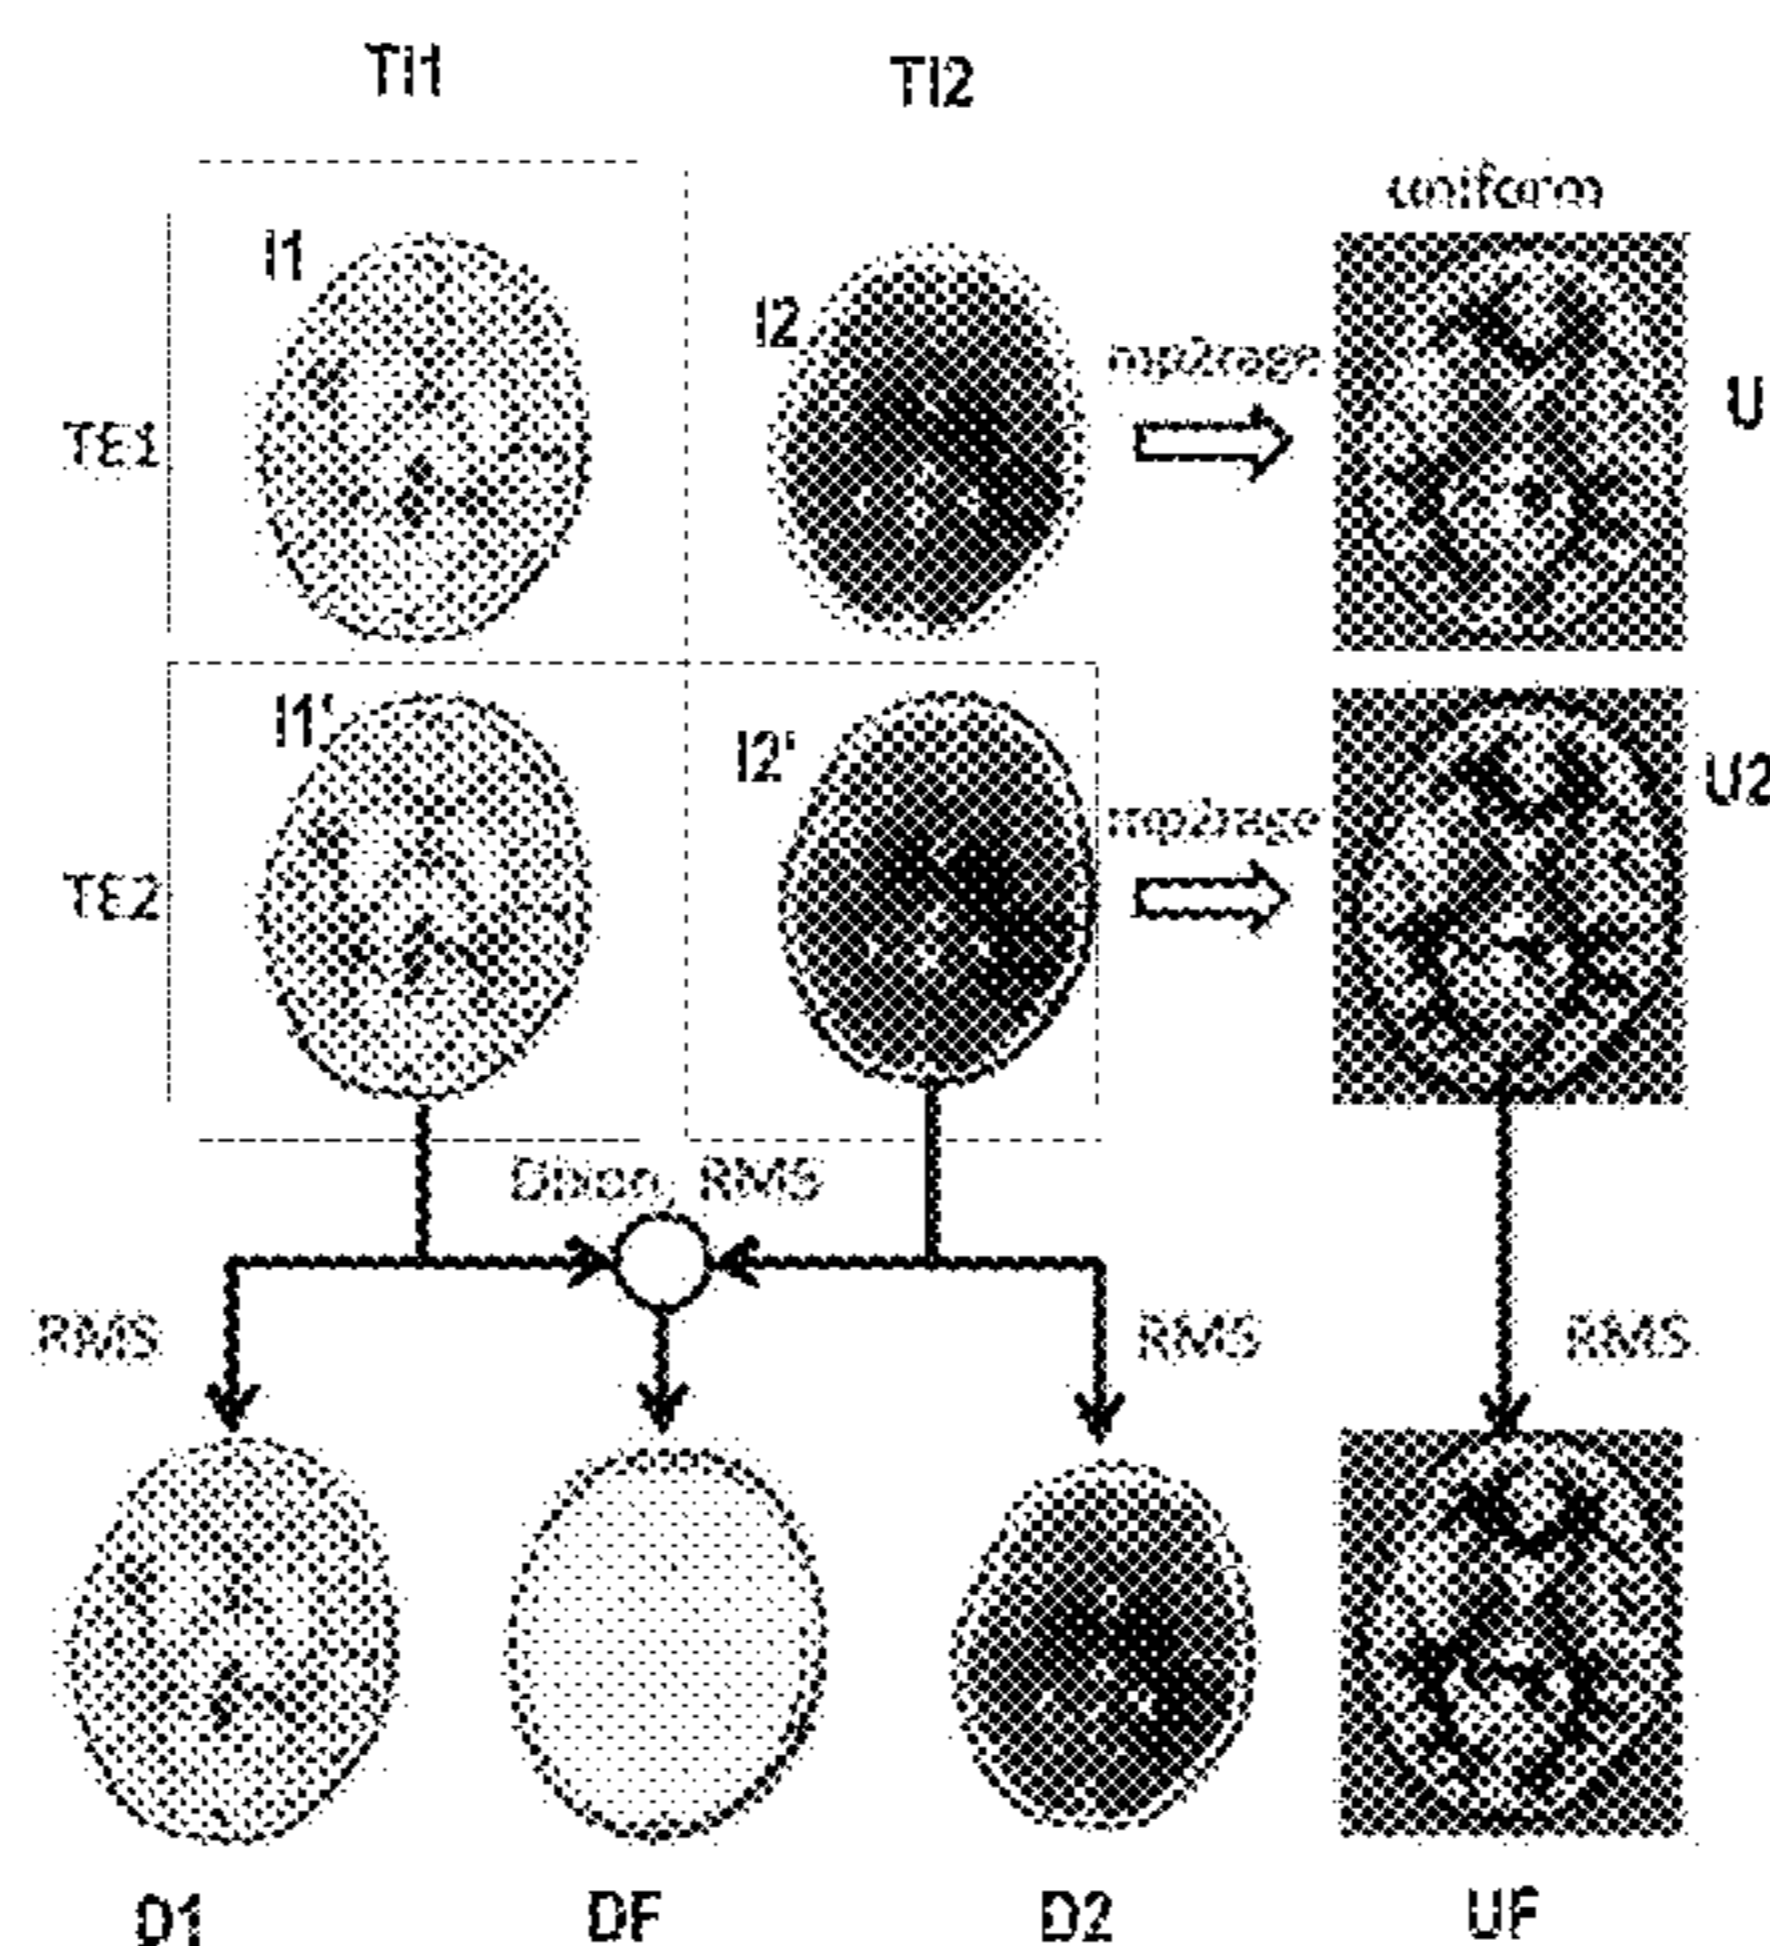 TI1
TI2
uniform
I1
I2
mp2rage
U
TE1
I1'
I2'
mp2rage
U2
TE2
Dixon, RMS
RMS
RMS
RMS
D1
DF
D2
UF